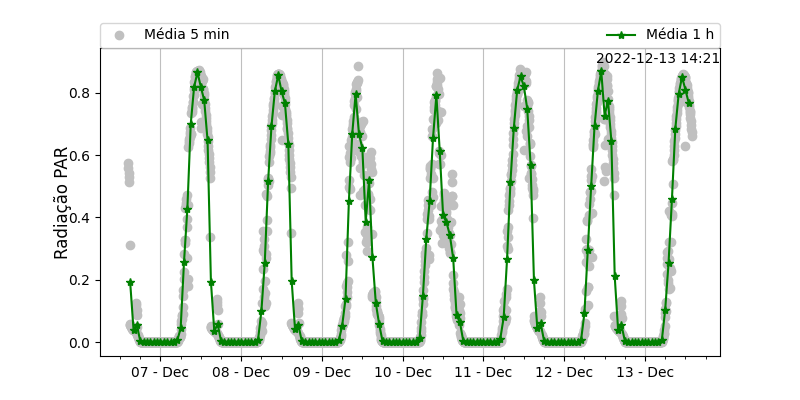 Média 5 min
Média 1 h
2022-12-13 14:21
Radiação PAR
0.8
0.6
0.4
0.2
0.0
07 - Dec
08 - Dec
09 - Dec
10 - Dec
11 - Dec
12 - Dec
13 - Dec